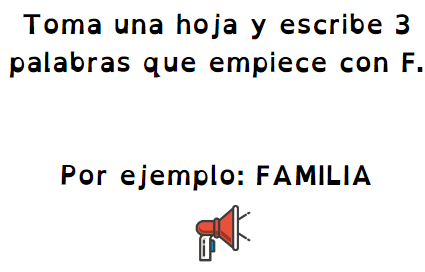 Toma una hoja y escribe 3
palabras que empiece con F.
Por ejemplo: FAMILIA